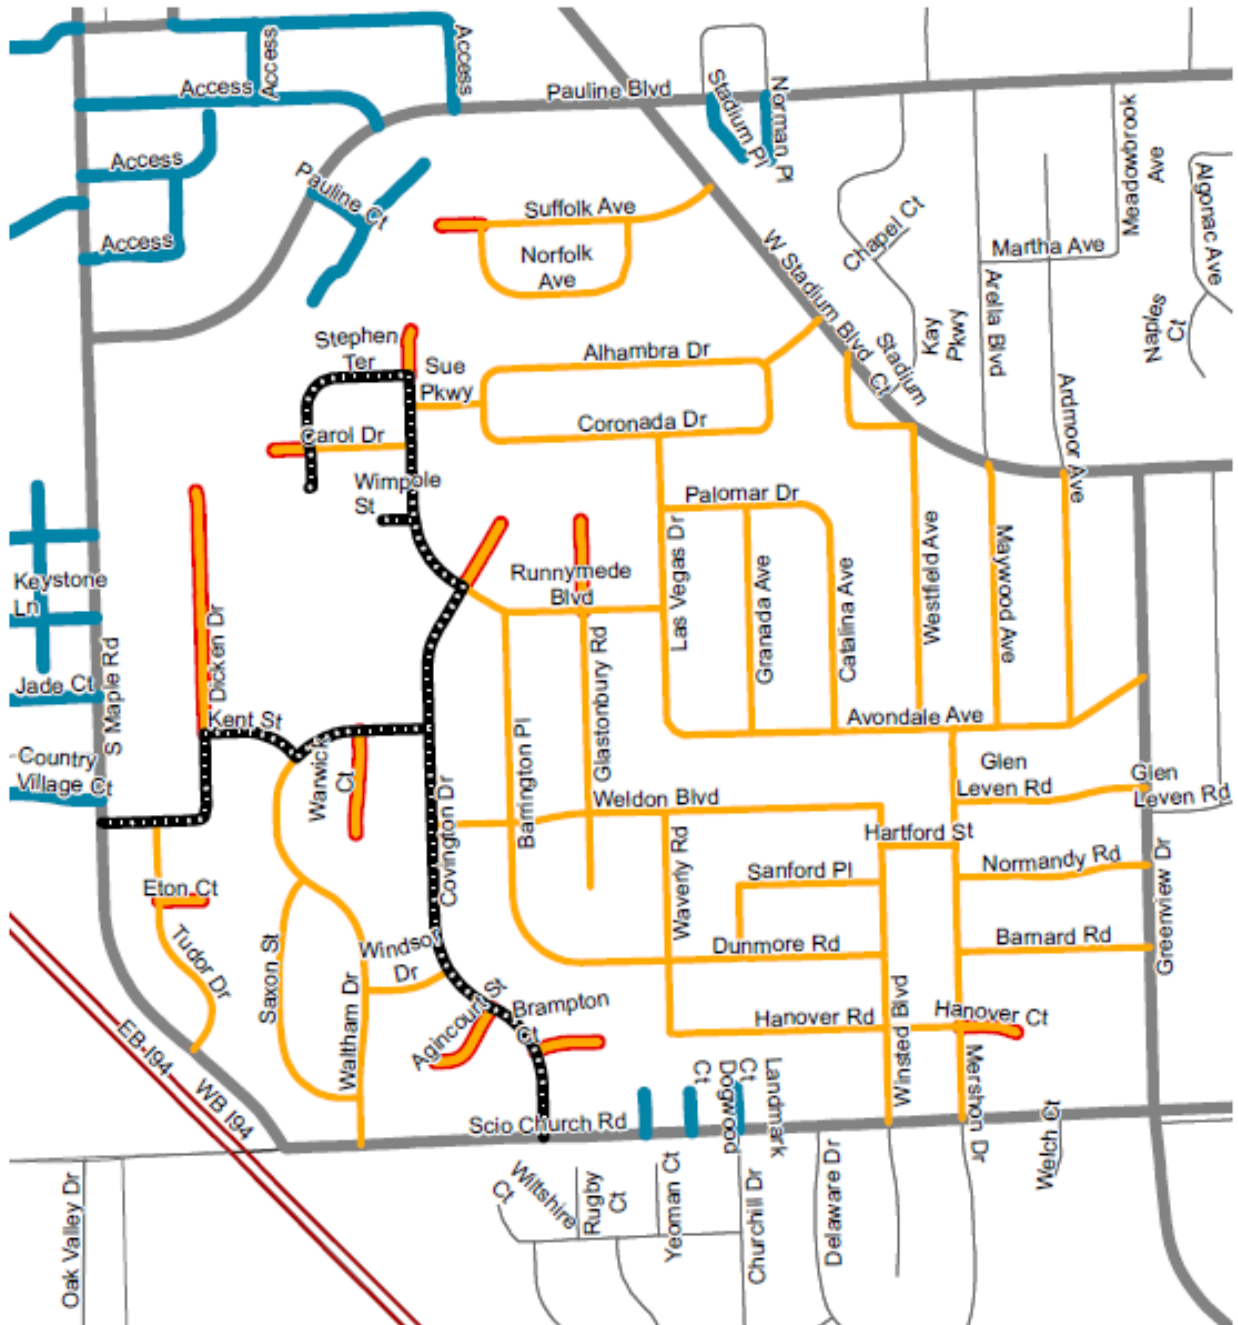 Access
Access
Access
Pauline Blvd
Stadium Pl
Norman Pl
Meadowbrook
Ave
Access
Pauline Ct
Algonac Ave
Suffolk Ave
Chapel Ct
Access
Norfolk
Ave
Martha Ave
W Stadium Blvd
Arella Blvd
Kay
Pkwy
Naples
Ct
Stephen
Ter
Sue
Pkwy
Alhambra Dr
Stadium
Ct
Ardmoor Ave
Carol Dr
Coronada Dr
Wimpole
St
Palomar Dr
Las Vegas Dr
Granada Ave
Catalina Ave
Westfield Ave
Maywood Ave
Keystone
Ln
Runnymede
Blvd
Jade Ct
S Maple Rd
Dicken Dr
Kent St
Glastonbury Rd
Barrington Pl
Avondale Ave
Country
Village Ct
Warwick
Ct
Covington Dr
Weldon Blvd
Glen
Leven Rd
Glen
Leven Rd
Hartford St
Waverly Rd
Sanford Pl
Normandy Rd
Eton Ct
Tudor Dr
Saxon St
Windsor
Dr
Dunmore Rd
Barnard Rd
Greenview Dr
Waltham Dr
Agincourt St
Brampton
Ct
Hanover Rd
Winsted Blvd
Hanover Ct
Mershon Dr
EB I94
WB I94
Scio Church Rd
Dogwood
Ct
Landmark
Ct
Welch Ct
Oak Valley Dr
Wiltshire
Ct
Rugby
Ct
Yeoman Ct
Churchill Dr
Delaware Dr